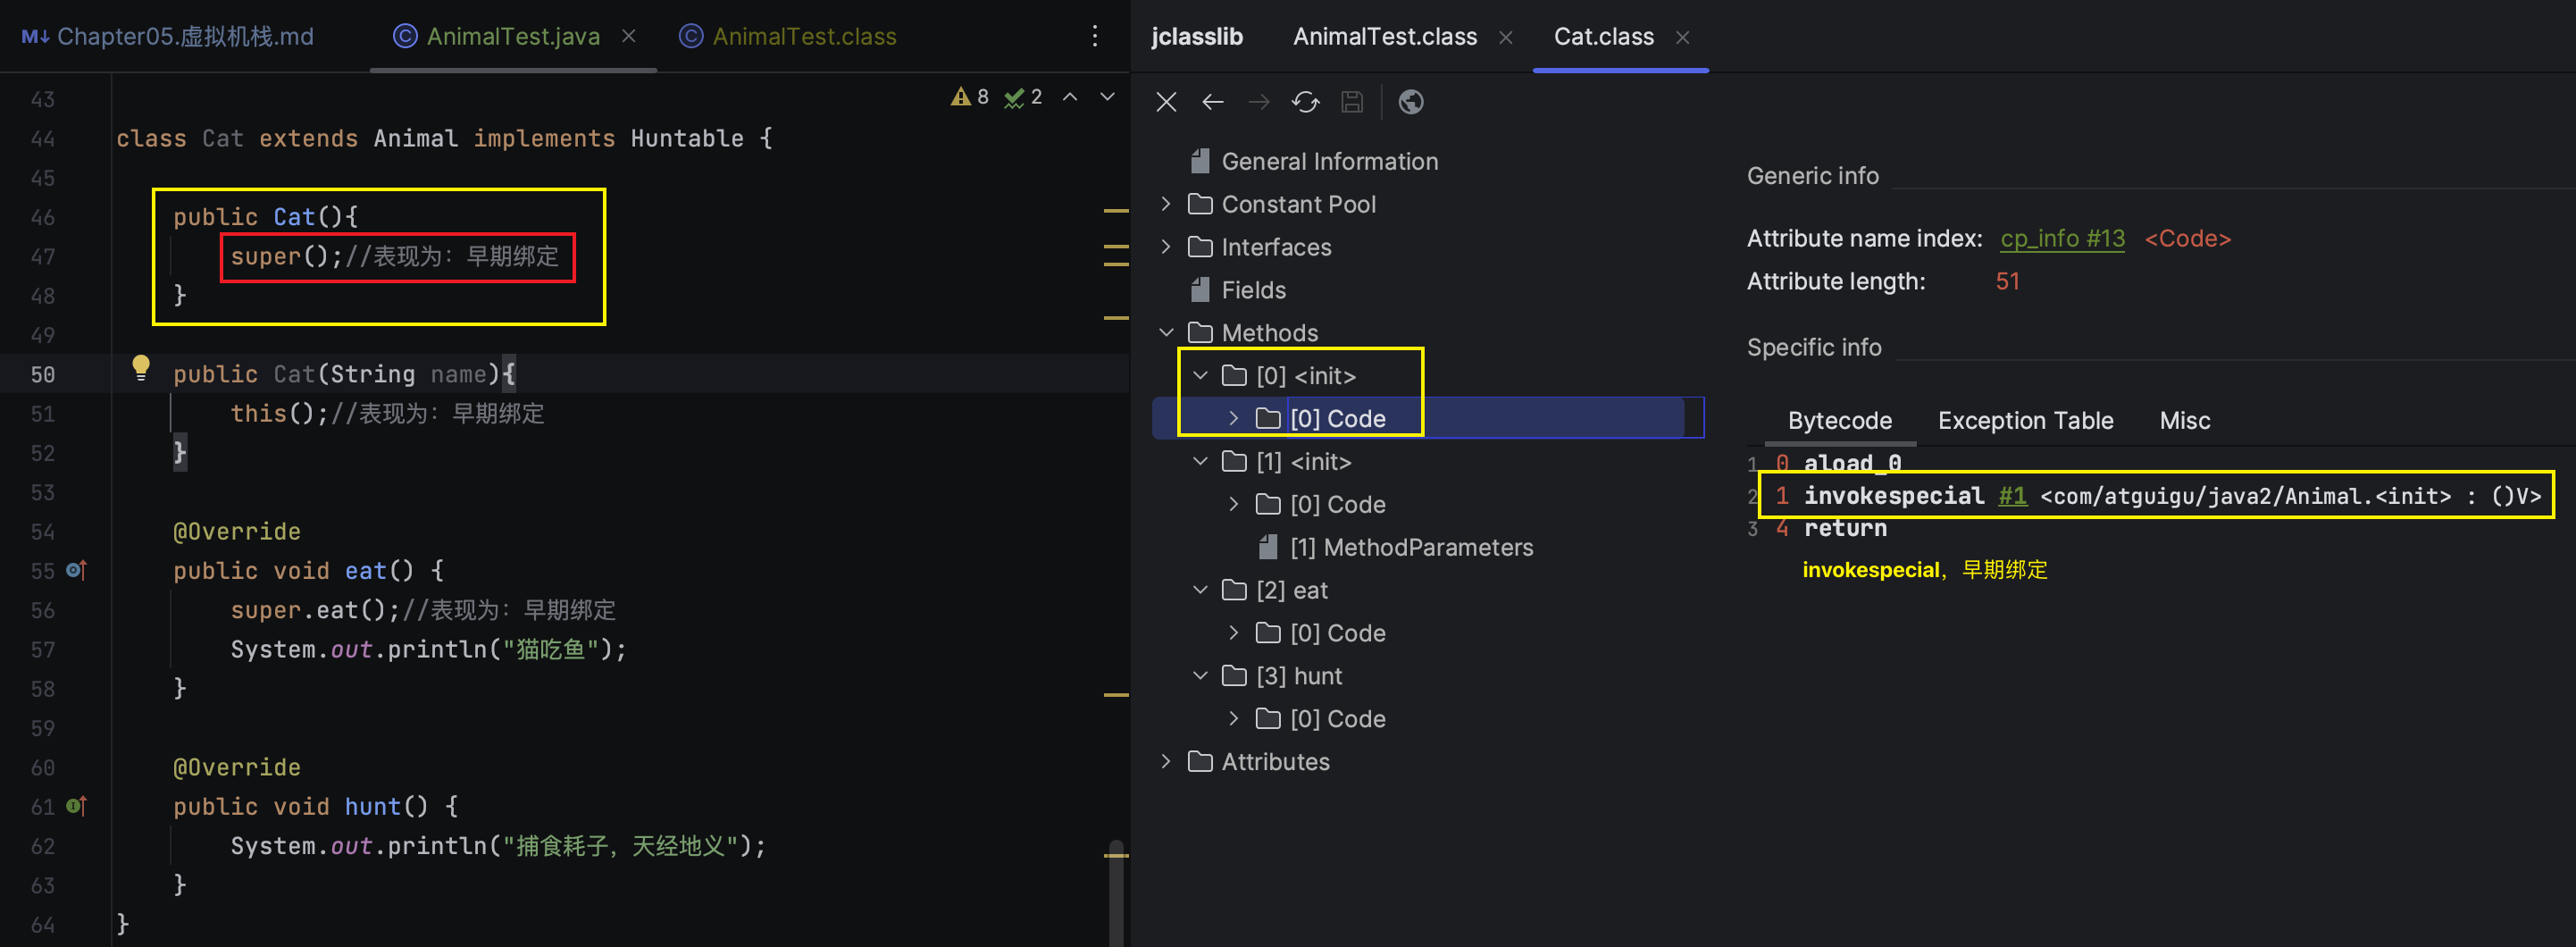 Chapter05.虚拟机栈.md
AnimalTest.java
AnimalTest.class
8
2
43
44 class Cat extends Animal implements Huntable {
45
46 public Cat(){
47 super();//表现为：早期绑定
48 }
49
50 public Cat(String name){
51 this();//表现为：早期绑定
52 }
53
54 @Override
55 public void eat() {
56 super.eat();//表现为：早期绑定
57 System.out.println("猫吃鱼");
58 }
59
60 @Override
61 public void hunt() {
62 System.out.println("捕食耗子，天经地义");
63 }
64 }
jclasslib
AnimalTest.class
Cat.class
General Information
Constant Pool
Interfaces
Fields
Methods
[0] <init>
[0] Code
[1] <init>
[0] Code
[1] MethodParameters
[2] eat
[0] Code
[3] hunt
[0] Code
Attributes
Generic info
Attribute name index: cp_info #13 <Code>
Attribute length: 51
Specific info
Bytecode Exception Table Misc
1 0 aload_0
2 1 invokespecial #1 <com/atguigu/java2/Animal.<init> : ()V>
3 4 return
invokespecial，早期绑定